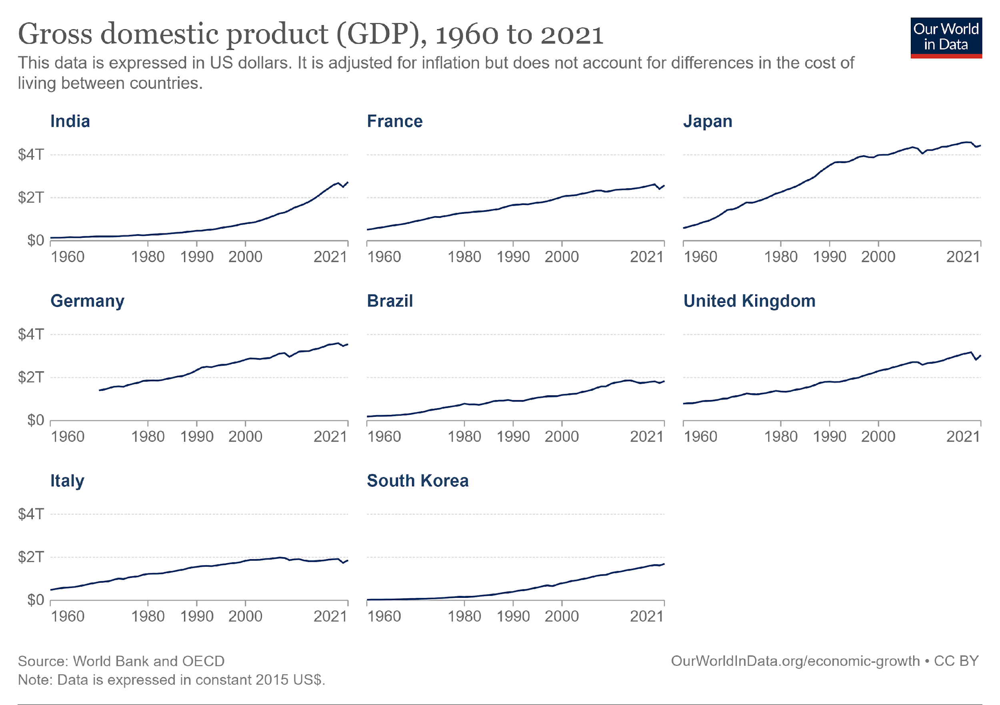 Gross domestic product (GDP), 1960 to 2021
Our World
in Data
This data is expressed in US dollars. It is adjusted for inflation but does not account for differences in the cost of
living between countries.
India
France
Japan
$4T
$2T
$0
1960 1980 1990 2000 2021
1960 1980 1990 2000 2021
1960 1980 1990 2000 2021
Germany
Brazil
United Kingdom
$4T
$2T
$0
1960 1980 1990 2000 2021
1960 1980 1990 2000 2021
1960 1980 1990 2000 2021
Italy
South Korea
$4T
$2T
$0
1960 1980 1990 2000 2021
1960 1980 1990 2000 2021
Source: World Bank and OECD
OurWorldInData.org/economic-growth • CC BY
Note: Data is expressed in constant 2015 US$.